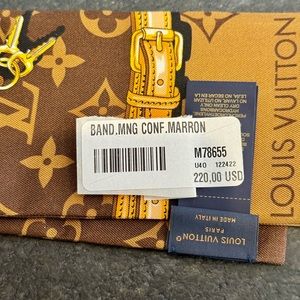 BAND.MNG CONF.MARRON
M78655
U40 122422
220,00 USD
LOUIS VUITTON
LOUIS VUITTON
PARIS
MADE IN ITALY